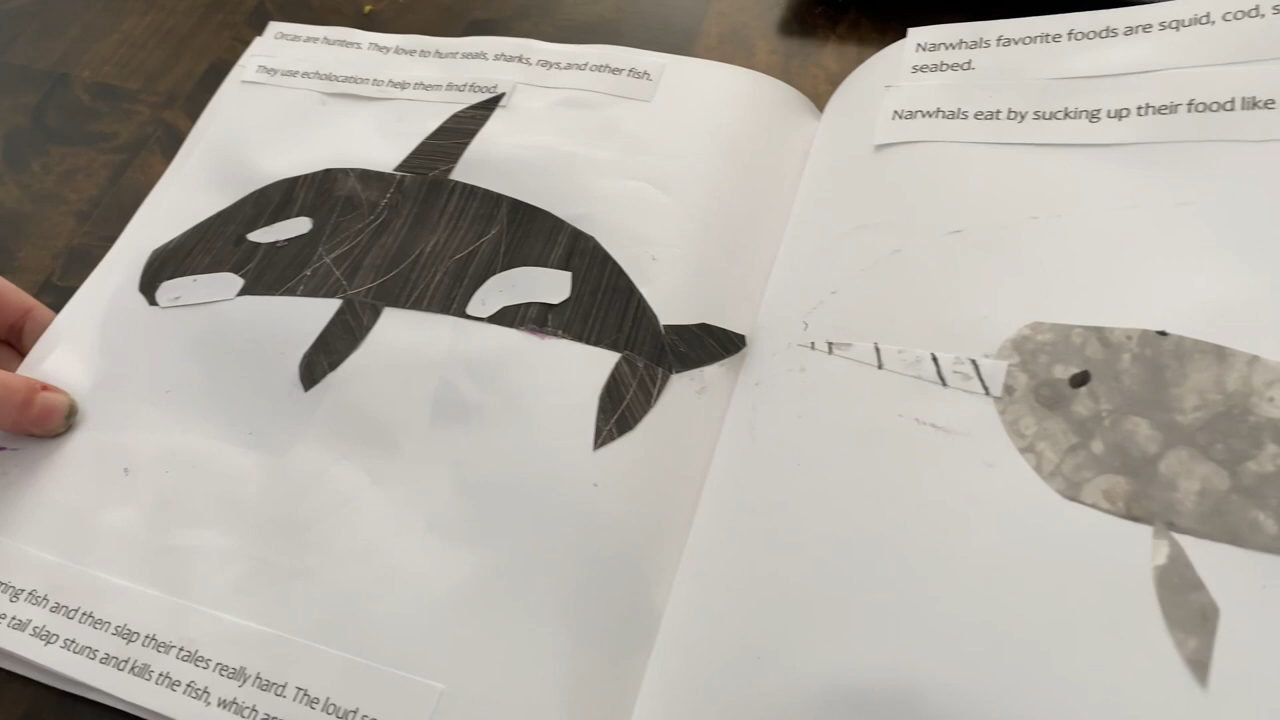 Orcas are hunters. They love to hunt seals, sharks, rays,and other fish.
They use echolocation to help them find food.
ring fish and then slap their tales really hard. The loud
tail slap stuns and kills the fish, which
Narwhals favorite foods are squid, cod,
seabed.
Narwhals eat by sucking up their food like